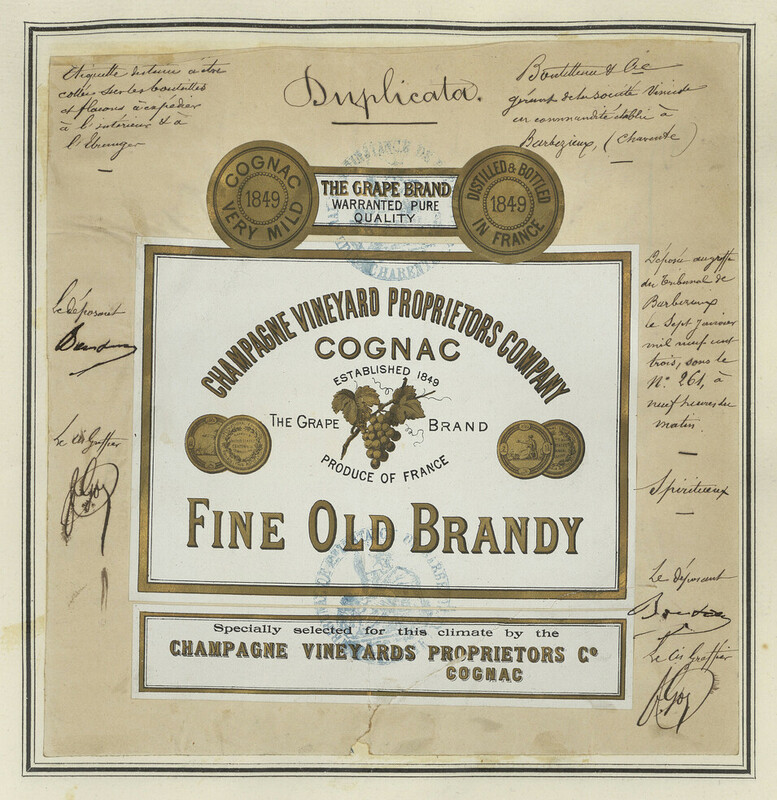 Duplicata.
Etiquette destinée à être
collée sur les bouteilles
et flacons à expédier
à l'intérieur & à
l'Etranger
Boutelleau & Cie
gérant de la société Vinicole
en commandite établie à
Barbezieux, (Charente)
COGNAC
1849
VERY MILD
THE GRAPE BRAND
WARRANTED PURE
QUALITY
DISTILLED & BOTTLED
1849
IN FRANCE
CHAMPAGNE VINEYARD PROPRIETORS COMPANY
COGNAC
ESTABLISHED 1849
THE GRAPE BRAND
PRODUCE OF FRANCE
FINE OLD BRANDY
Specially selected for this climate by the
CHAMPAGNE VINEYARDS PROPRIETORS Co
COGNAC
Le déposant
Le Cis Greffier
Déposée au greffe
du Tribunal de
Barbezieux
le Sept Janvier
mil neuf cent
trois, sous le
No. 261, à
neuf heures du
matin.
Spiritueux
Le déposant
Le Cis Greffier